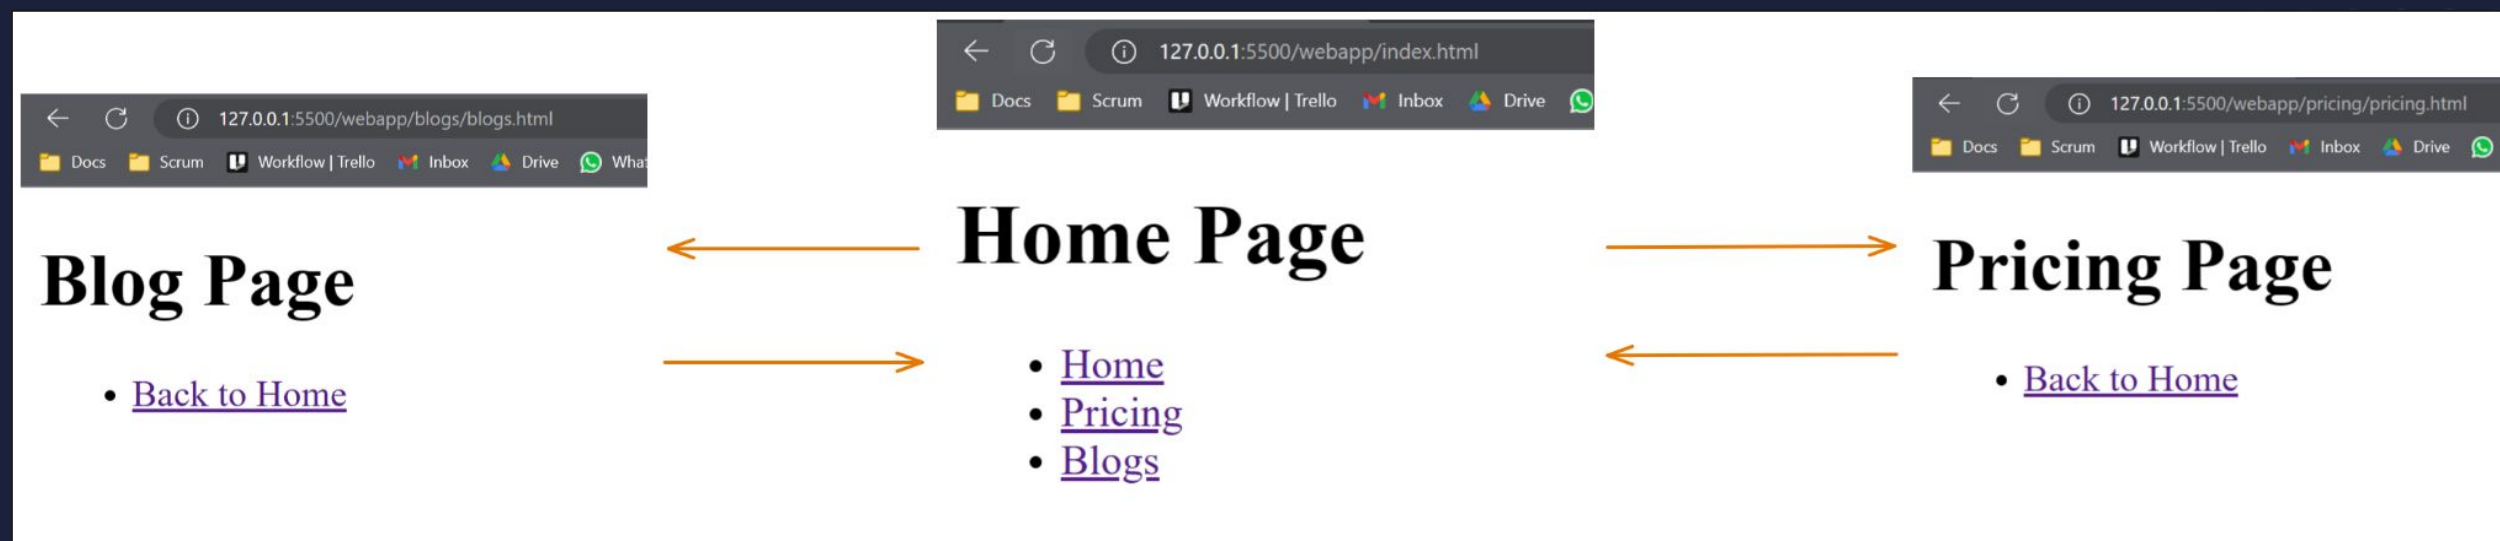 127.0.0.1:5500/webapp/blogs/blogs.html
Docs Scrum Workflow | Trello Inbox Drive
Blog Page
Back to Home
127.0.0.1:5500/webapp/index.html
Docs Scrum Workflow | Trello Inbox Drive
Home Page
Home
Pricing
Blogs
127.0.0.1:5500/webapp/pricing/pricing.html
Docs Scrum Workflow | Trello Inbox Drive
Pricing Page
Back to Home